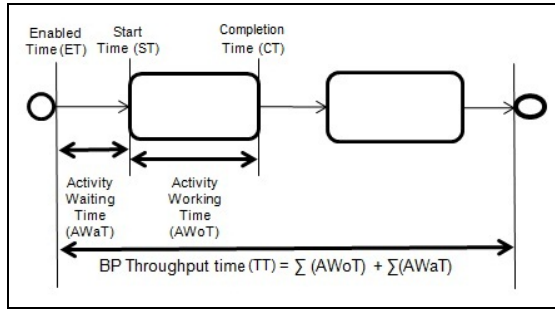 Enabled
Time (ET)
Start
Time (ST)
Completion
Time (CT)
Activity
Waiting
Time
(AWaT)
Activity
Working
Time
(AWoT)
BP Throughput time (TT) = ∑ (AWoT) + ∑(AWaT)